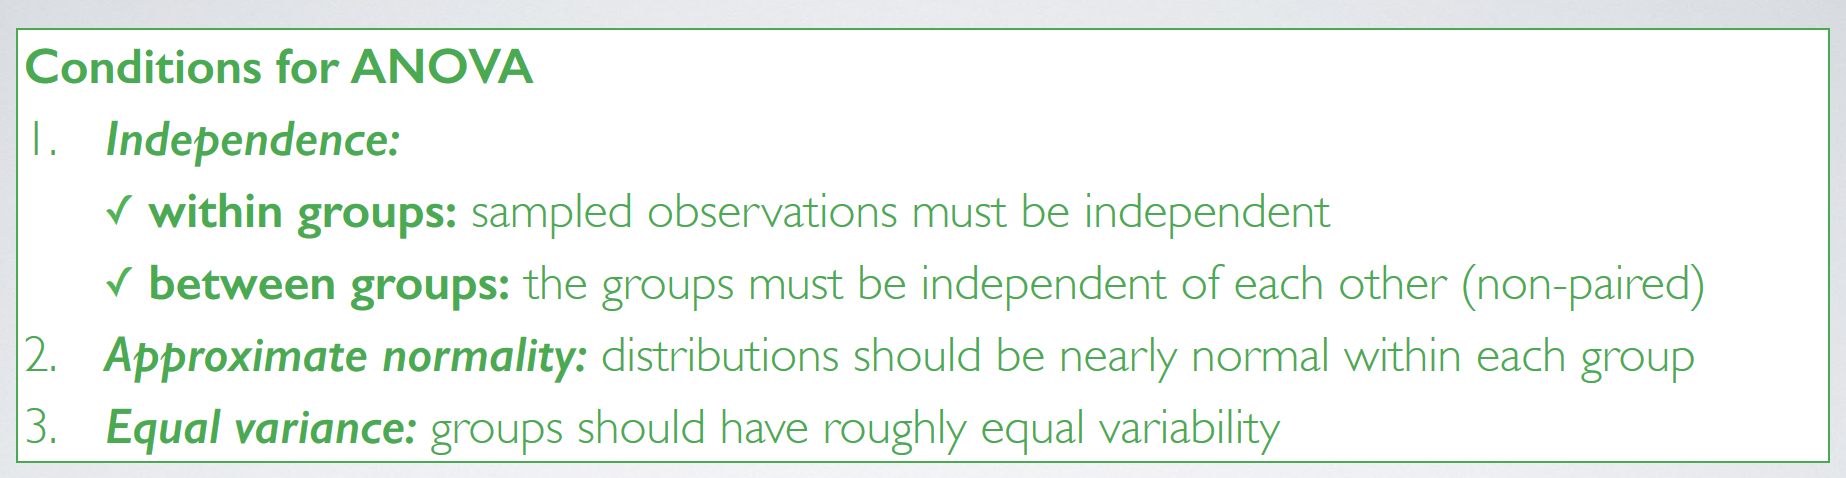 Conditions for ANOVA
1. Independence:
✓ within groups: sampled observations must be independent
✓ between groups: the groups must be independent of each other (non-paired)
2. Approximate normality: distributions should be nearly normal within each group
3. Equal variance: groups should have roughly equal variability